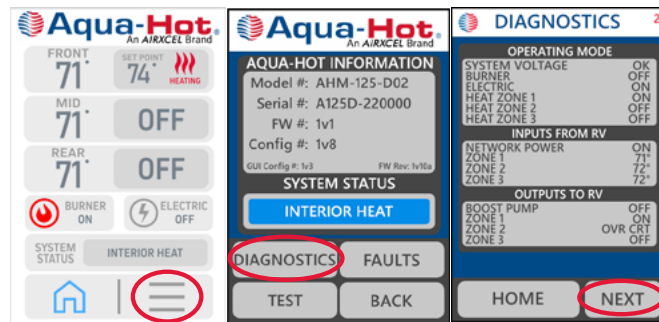 Aqua-Hot.
An AIRXCEL Brand
FRONT
71°
SET POINT
74°
HEATING
MID
71°
OFF
REAR
71°
OFF
BURNER
ON
ELECTRIC
OFF
SYSTEM
STATUS
INTERIOR HEAT
Aqua-Hot.
An AIRXCEL Brand
AQUA-HOT INFORMATION
Model #: AHM-125-D02
Serial #: A125D-220000
FW #: 1v1
Config #: 1v8
GUI Config #: 1v3 FW Rev: 1v10a
SYSTEM STATUS
INTERIOR HEAT
DIAGNOSTICS FAULTS
TEST BACK
DIAGNOSTICS 2
OPERATING MODE
SYSTEM VOLTAGE OK
BURNER OFF
ELECTRIC ON
HEAT ZONE 1 ON
HEAT ZONE 2 OFF
HEAT ZONE 3 OFF
INPUTS FROM RV
NETWORK POWER ON
ZONE 1 71°
ZONE 2 72°
ZONE 3 72°
OUTPUTS TO RV
BOOST PUMP OFF
ZONE 1 ON
ZONE 2 OVR CRT
ZONE 3 OFF
HOME NEXT